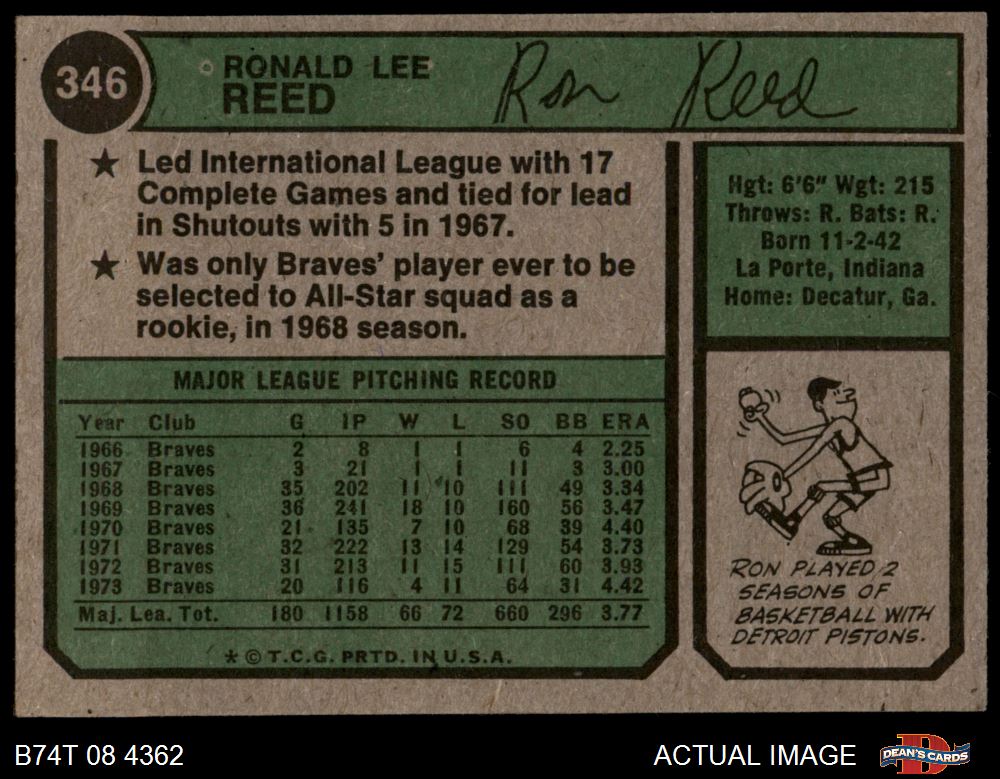 346
RONALD LEE
REED
Ron Reed
★ Led International League with 17
Complete Games and tied for lead
in Shutouts with 5 in 1967.
★ Was only Braves' player ever to be
selected to All-Star squad as a
rookie, in 1968 season.
Hgt: 6'6" Wgt: 215
Throws: R. Bats: R.
Born 11-2-42
La Porte, Indiana
Home: Decatur, Ga.
MAJOR LEAGUE PITCHING RECORD
Year Club G IP W L SO BB ERA
1966 Braves 2 8 1 1 6 4 2.25
1967 Braves 3 21 1 1 11 3 3.00
1968 Braves 35 202 11 10 111 49 3.34
1969 Braves 36 241 18 10 160 56 3.47
1970 Braves 21 135 7 10 68 39 4.40
1971 Braves 32 222 13 14 129 54 3.73
1972 Braves 31 213 11 15 111 60 3.93
1973 Braves 20 116 4 11 64 31 4.42
Maj. Lea. Tot. 180 1158 66 72 660 296 3.77
* © T.C.G. PRTD. IN U.S.A.
RON PLAYED 2
SEASONS OF
BASKETBALL WITH
DETROIT PISTONS.
B74T 08 4362
ACTUAL IMAGE
D
DEAN'S CARDS